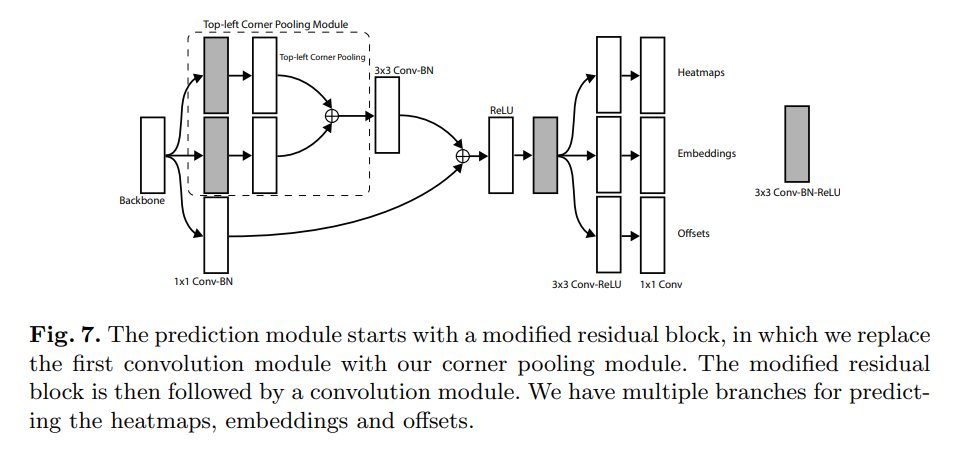 Top-left Corner Pooling Module
Top-left Corner Pooling
3x3 Conv-BN
Backbone
1x1 Conv-BN
ReLU
Heatmaps
Embeddings
Offsets
3x3 Conv-ReLU
1x1 Conv
3x3 Conv-BN-ReLU
Fig. 7. The prediction module starts with a modified residual block, in which we replace
the first convolution module with our corner pooling module. The modified residual
block is then followed by a convolution module. We have multiple branches for predict-
ing the heatmaps, embeddings and offsets.